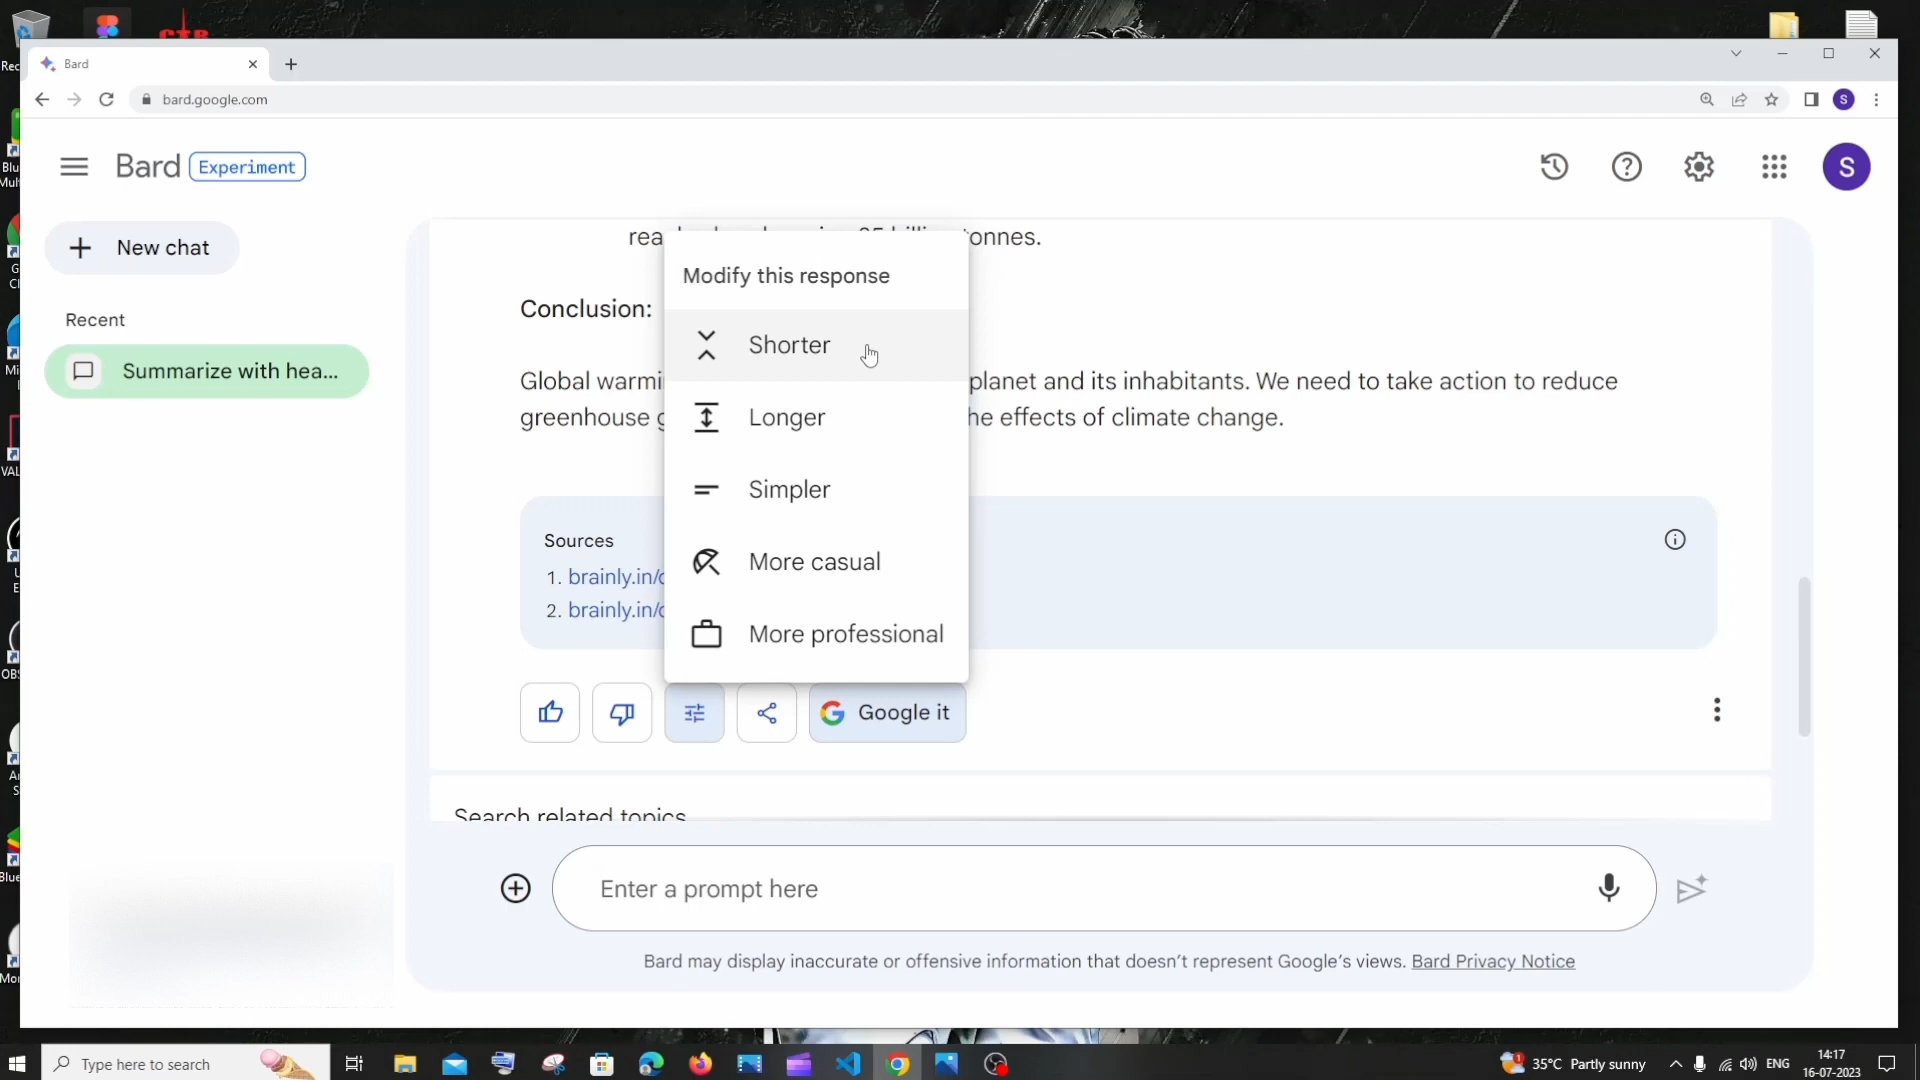 Bard
bard.google.com
S
Bard Experiment
S
New chat
Recent
Summarize with hea...
onnes.
Modify this response
Conclusion:
Shorter
Global warmi planet and its inhabitants. We need to take action to reduce
greenhouse he effects of climate change.
Longer
Simpler
Sources
More casual
1. brainly.in/
2. brainly.in/
More professional
Google it
Search related topics
Enter a prompt here
Bard may display inaccurate or offensive information that doesn't represent Google's views. Bard Privacy Notice
Type here to search
35°C Partly sunny
ENG
14:17
16-07-2023